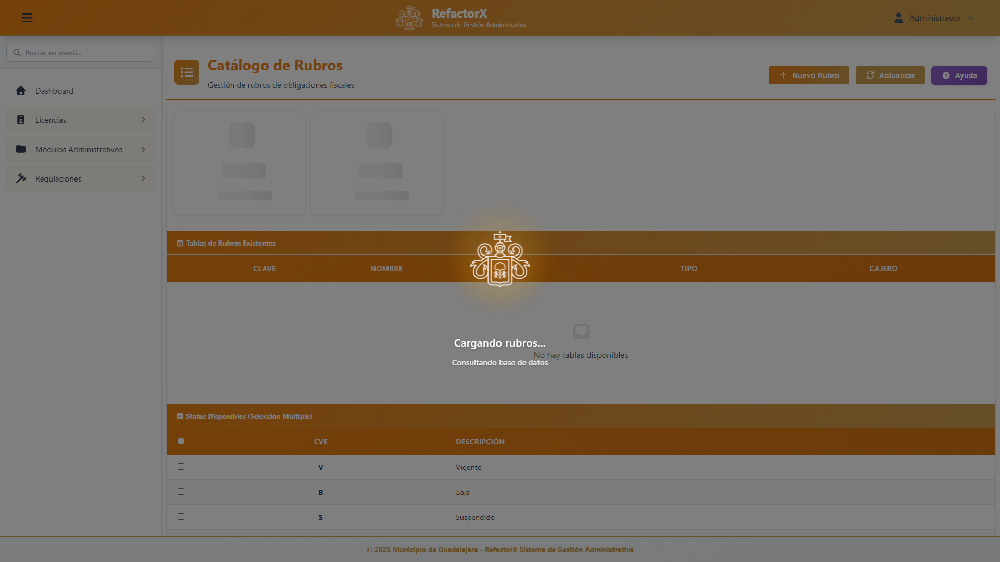 RefactorX
Sistema de Gestión Administrativa
Administrador
Buscar en menú...
Dashboard
Licencias
Módulos Administrativos
Regulaciones
Catálogo de Rubros
Gestión de rubros de obligaciones fiscales
Nuevo Rubro
Actualizar
Ayuda
Tablas de Rubros Existentes
CLAVE NOMBRE TIPO CAJERO
Cargando rubros...
No hay tablas disponibles
Consultando base de datos
Status Disponibles (Selección Múltiple)
CVE DESCRIPCIÓN
V Vigente
B Baja
S Suspendido
© 2025 Municipio de Guadalajara - RefactorX Sistema de Gestión Administrativa